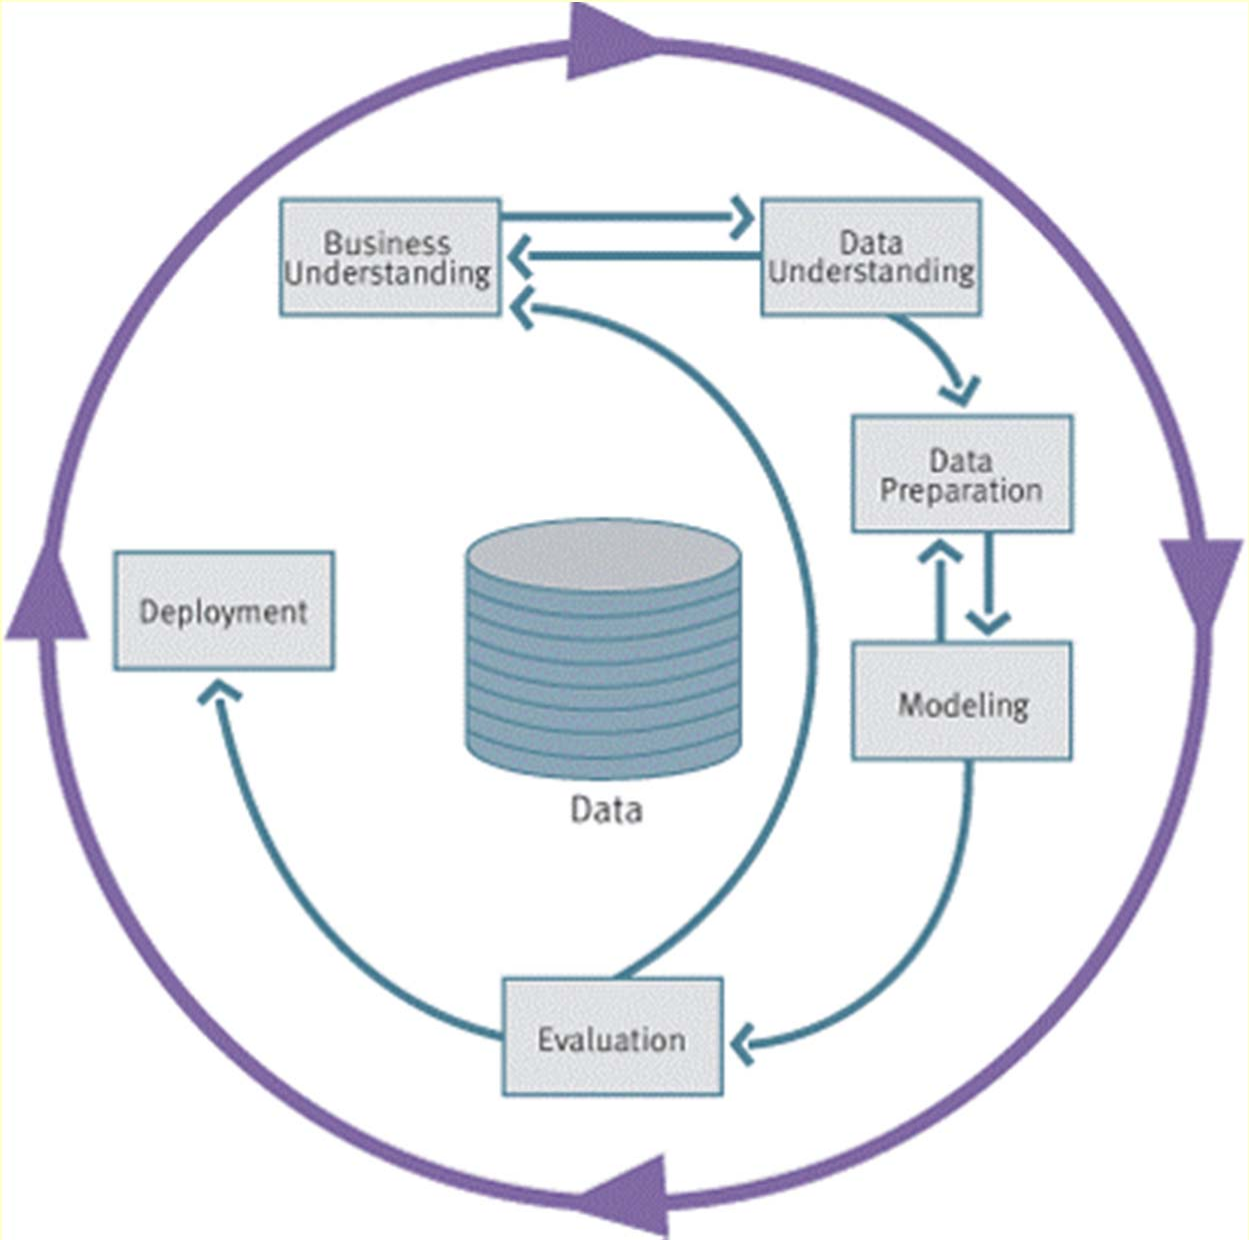 Business
Understanding
Data
Understanding
Data
Preparation
Deployment
Modeling
Data
Evaluation